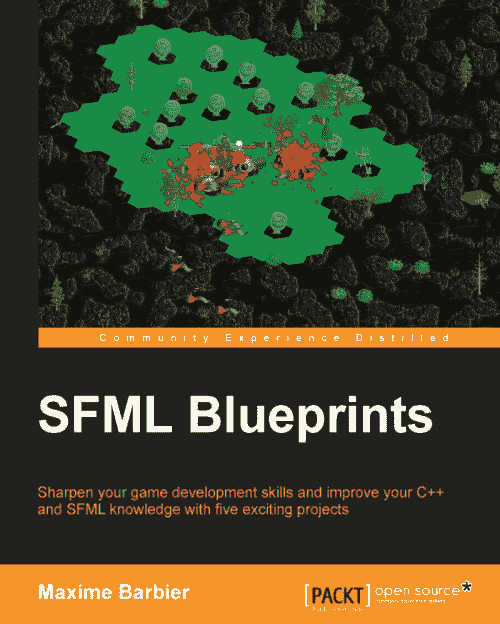 Community Experience Distilled
SFML Blueprints
Sharpen your game development skills and improve your C++
and SFML knowledge with five exciting projects
Maxime Barbier
[PACKT] open source*